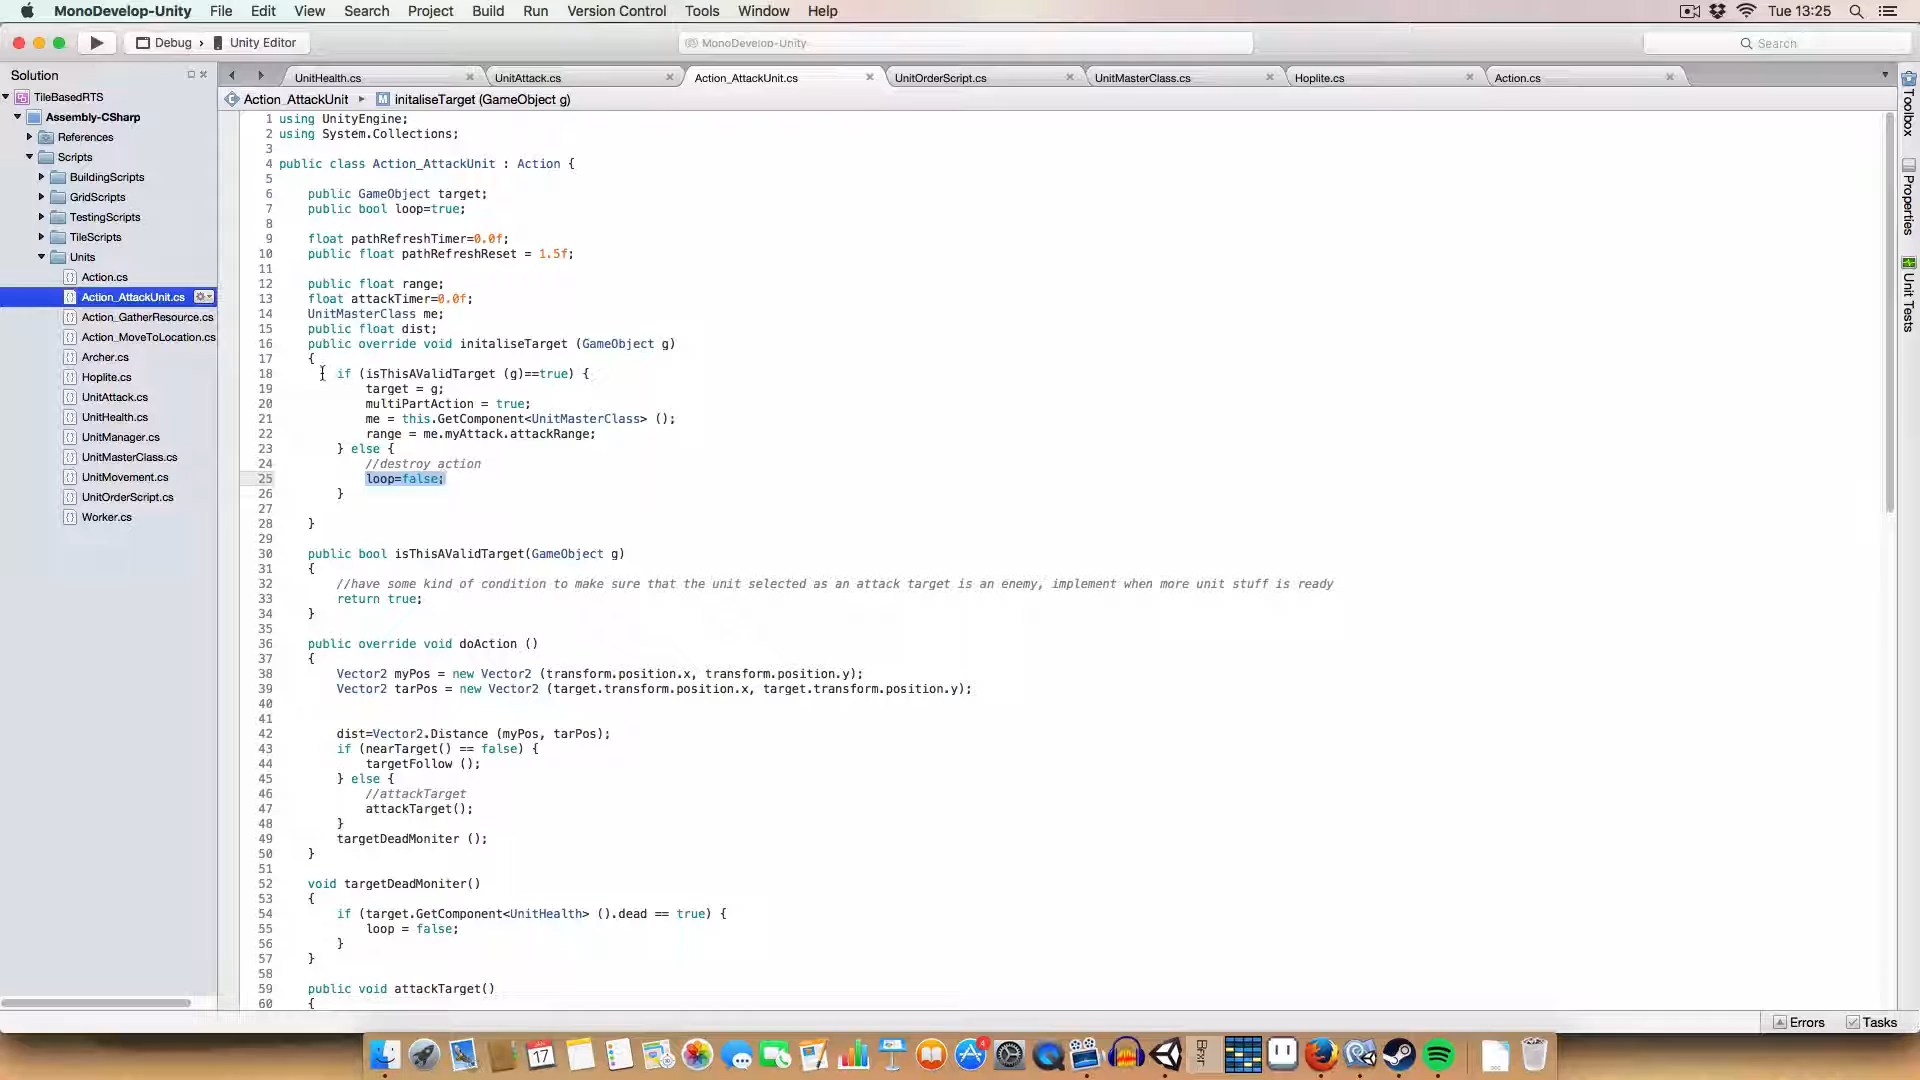 MonoDevelop-Unity File Edit View Search Project Build Run Version Control Tools Window Help Tue 13:25
Debug › Unity Editor MonoDevelop-Unity Search
Solution
TileBasedRTS
Assembly-CSharp
References
Scripts
BuildingScripts
GridScripts
TestingScripts
TileScripts
Units
Action.cs
Action_AttackUnit.cs
Action_GatherResource.cs
Action_MoveToLocation.cs
Archer.cs
Hoplite.cs
UnitAttack.cs
UnitHealth.cs
UnitManager.cs
UnitMasterClass.cs
UnitMovement.cs
UnitOrderScript.cs
Worker.cs
UnitHealth.cs UnitAttack.cs Action_AttackUnit.cs UnitOrderScript.cs UnitMasterClass.cs Hoplite.cs Action.cs
Action_AttackUnit initaliseTarget (GameObject g)
1 using UnityEngine;
2 using System.Collections;
3
4 public class Action_AttackUnit : Action {
5
6 public GameObject target;
7 public bool loop=true;
8
9 float pathRefreshTimer=0.0f;
10 public float pathRefreshReset = 1.5f;
11
12 public float range;
13 float attackTimer=0.0f;
14 UnitMasterClass me;
15 public float dist;
16 public override void initaliseTarget (GameObject g)
17 {
18 if (isThisAValidTarget (g)==true) {
19 target = g;
20 multiPartAction = true;
21 me = this.GetComponent<UnitMasterClass> ();
22 range = me.myAttack.attackRange;
23 } else {
24 //destroy action
25 loop=false;
26 }
27
28 }
29
30 public bool isThisAValidTarget(GameObject g)
31 {
32 //have some kind of condition to make sure that the unit selected as an attack target is an enemy, implement when more unit stuff is ready
33 return true;
34 }
35
36 public override void doAction ()
37 {
38 Vector2 myPos = new Vector2 (transform.position.x, transform.position.y);
39 Vector2 tarPos = new Vector2 (target.transform.position.x, target.transform.position.y);
40
41
42 dist=Vector2.Distance (myPos, tarPos);
43 if (nearTarget() == false) {
44 targetFollow ();
45 } else {
46 //attackTarget
47 attackTarget();
48 }
49 targetDeadMoniter ();
50 }
51
52 void targetDeadMoniter()
53 {
54 if (target.GetComponent<UnitHealth> ().dead == true) {
55 loop = false;
56 }
57 }
58
59 public void attackTarget()
60 {
Toolbox
Properties
Unit Tests
Errors Tasks
17
4